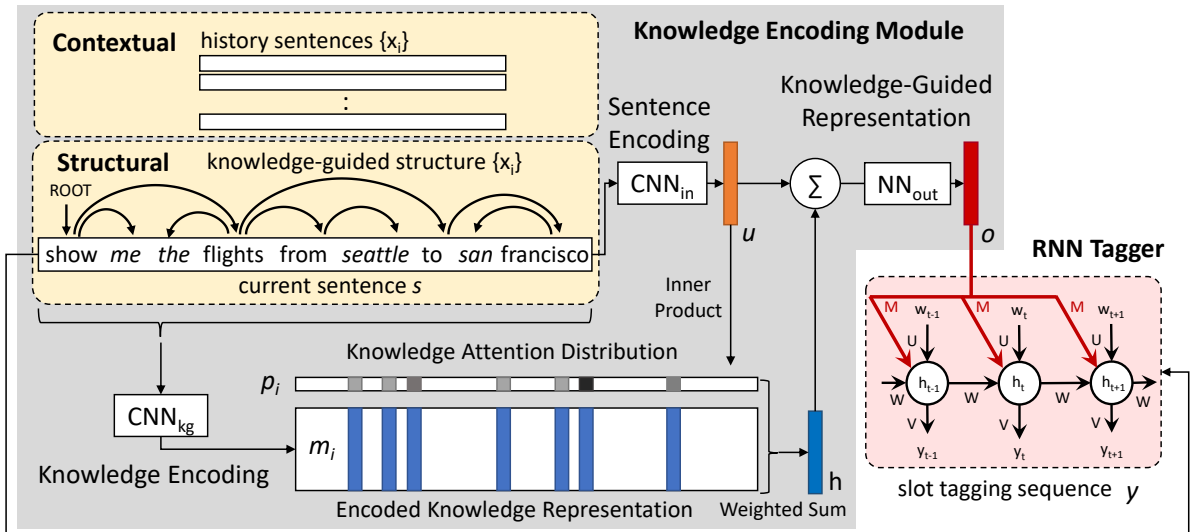 Contextual
history sentences {xi}
:
Knowledge Encoding Module
Structural
knowledge-guided structure {xi}
ROOT
show me the flights from seattle to san francisco
current sentence s
Sentence
Encoding
CNNin
u
∑
NNout
Knowledge-Guided
Representation
o
Inner
Product
Knowledge Attention Distribution
pi
CNNkg
Knowledge Encoding
mi
Encoded Knowledge Representation
h
Weighted Sum
RNN Tagger
M M M
wt-1 wt wt+1
U U U
ht-1 ht ht+1
W W W W
V V V
yt-1 yt yt+1
slot tagging sequence y